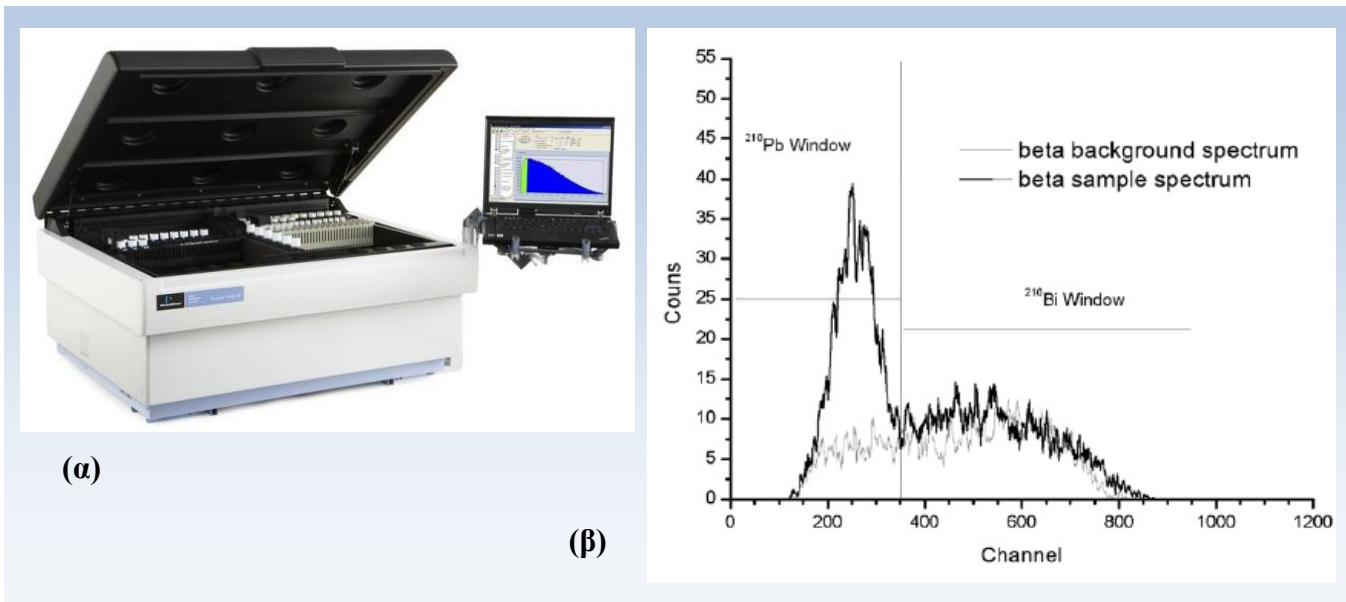 (α)
55
50
45
40
35
30
25
20
15
10
5
0
Couns
²¹⁰Pb Window
beta background spectrum
beta sample spectrum
²¹⁰Bi Window
0 200 400 600 800 1000 1200
Channel
(β)